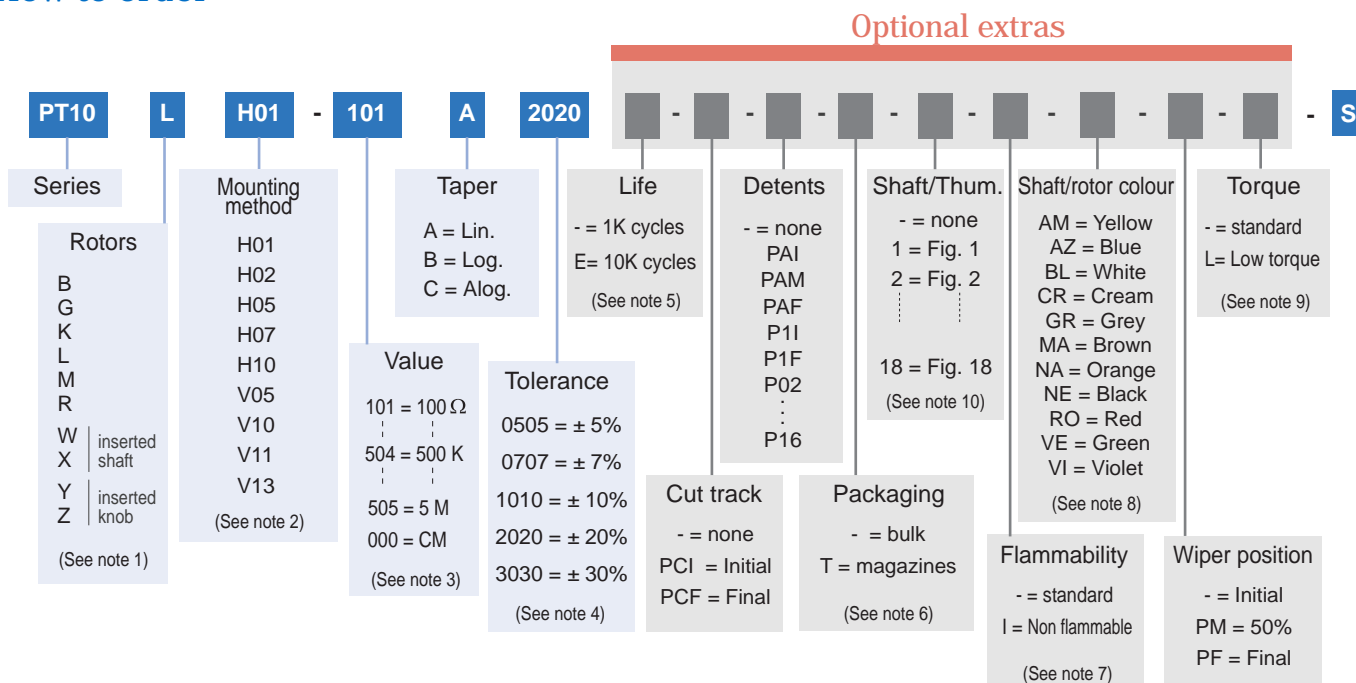 Optional extras
PT10 L H01 - 101 A 2020 - - - - - - - - - S
Series
Rotors
B
G
K
L
M
R
W
X
inserted
shaft
Y
Z
inserted
knob
(See note 1)
Mounting
method
H01
H02
H05
H07
H10
V05
V10
V11
V13
(See note 2)
Value
101 = 100 Ω
504 = 500 K
505 = 5 M
000 = CM
(See note 3)
Taper
A = Lin.
B = Log.
C = Alog.
Tolerance
0505 = ± 5%
0707 = ± 7%
1010 = ± 10%
2020 = ± 20%
3030 = ± 30%
(See note 4)
Life
- = 1K cycles
E= 10K cycles
(See note 5)
Cut track
- = none
PCI = Initial
PCF = Final
Detents
- = none
PAI
PAM
PAF
P1I
P1F
P02
:
P16
Packaging
- = bulk
T = magazines
(See note 6)
Shaft/Thum.
- = none
1 = Fig. 1
2 = Fig. 2
18 = Fig. 18
(See note 10)
Flammability
- = standard
I = Non flammable
(See note 7)
Shaft/rotor colour
AM = Yellow
AZ = Blue
BL = White
CR = Cream
GR = Grey
MA = Brown
NA = Orange
NE = Black
RO = Red
VE = Green
VI = Violet
(See note 8)
Wiper position
- = Initial
PM = 50%
PF = Final
Torque
- = standard
L= Low torque
(See note 9)